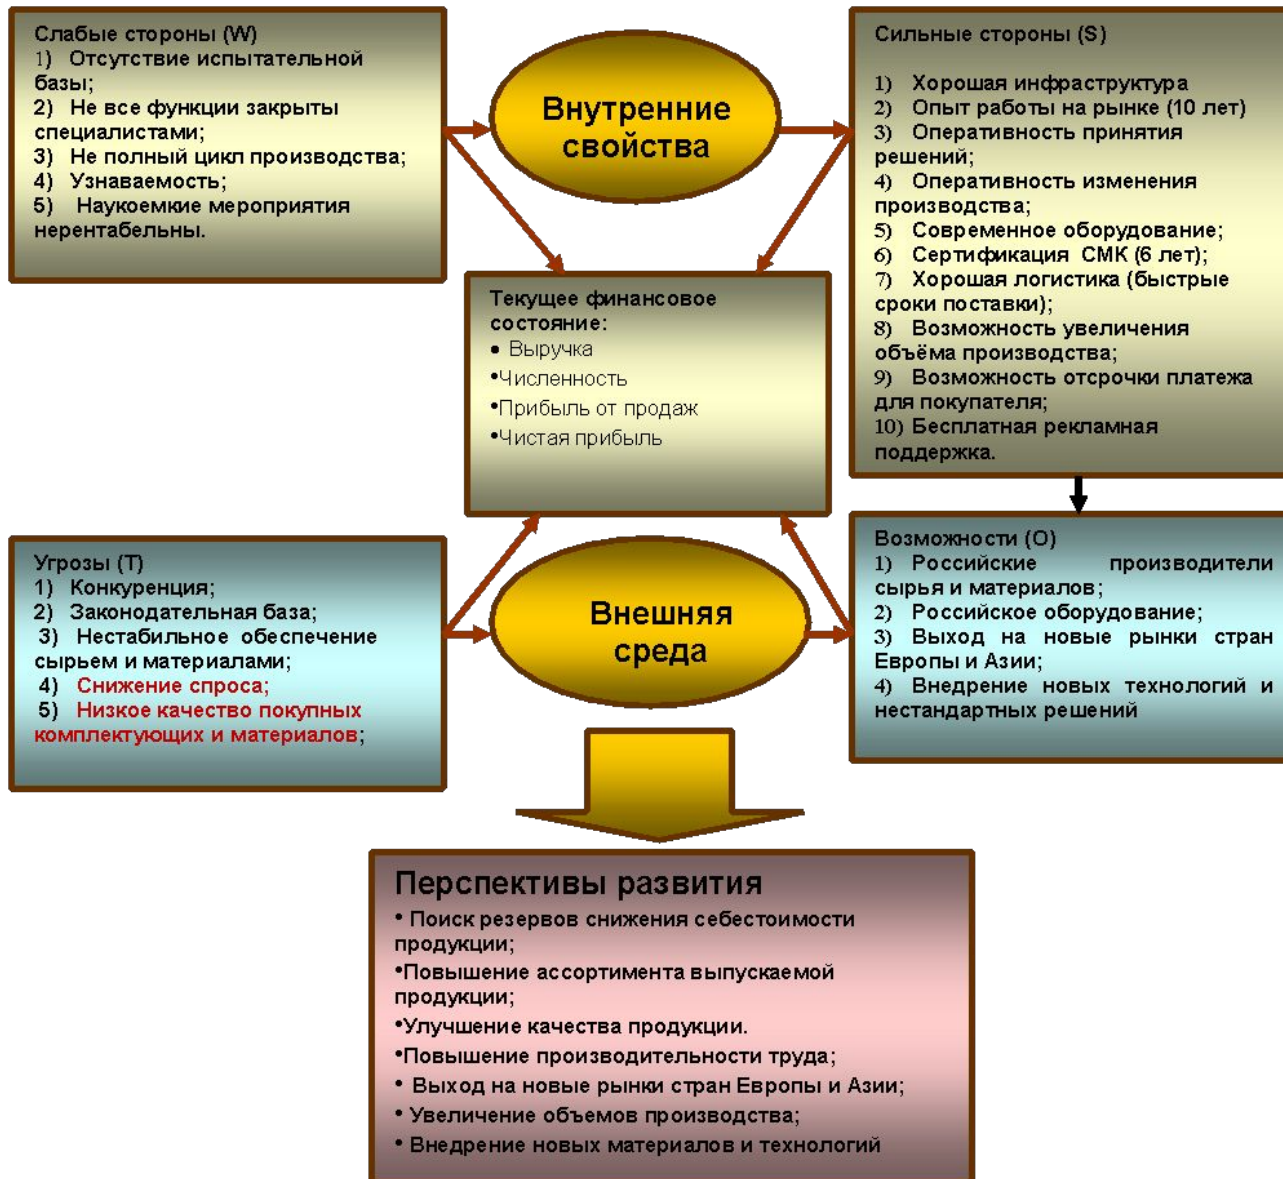 Слабые стороны (W)
1) Отсутствие испытательной
базы;
2) Не все функции закрыты
специалистами;
3) Не полный цикл производства;
4) Узнаваемость;
5) Наукоемкие мероприятия
нерентабельны.
Внутренние
свойства
Сильные стороны (S)
1) Хорошая инфраструктура
2) Опыт работы на рынке (10 лет)
3) Оперативность принятия
решений;
4) Оперативность изменения
производства;
5) Современное оборудование;
6) Сертификация СМК (6 лет);
7) Хорошая логистика (быстрые
сроки поставки);
8) Возможность увеличения
объёма производства;
9) Возможность отсрочки платежа
для покупателя;
10) Бесплатная рекламная
поддержка.
Текущее финансовое
состояние:
• Выручка
•Численность
•Прибыль от продаж
•Чистая прибыль
Угрозы (Т)
1) Конкуренция;
2) Законодательная база;
3) Нестабильное обеспечение
сырьем и материалами;
4) Снижение спроса;
5) Низкое качество покупных
комплектующих и материалов;
Внешняя
среда
Возможности (О)
1) Российские производители
сырья и материалов;
2) Российское оборудование;
3) Выход на новые рынки стран
Европы и Азии;
4) Внедрение новых технологий и
нестандартных решений
Перспективы развития
• Поиск резервов снижения себестоимости
продукции;
•Повышение ассортимента выпускаемой
продукции;
•Улучшение качества продукции.
•Повышение производительности труда;
• Выход на новые рынки стран Европы и Азии;
• Увеличение объемов производства;
• Внедрение новых материалов и технологий